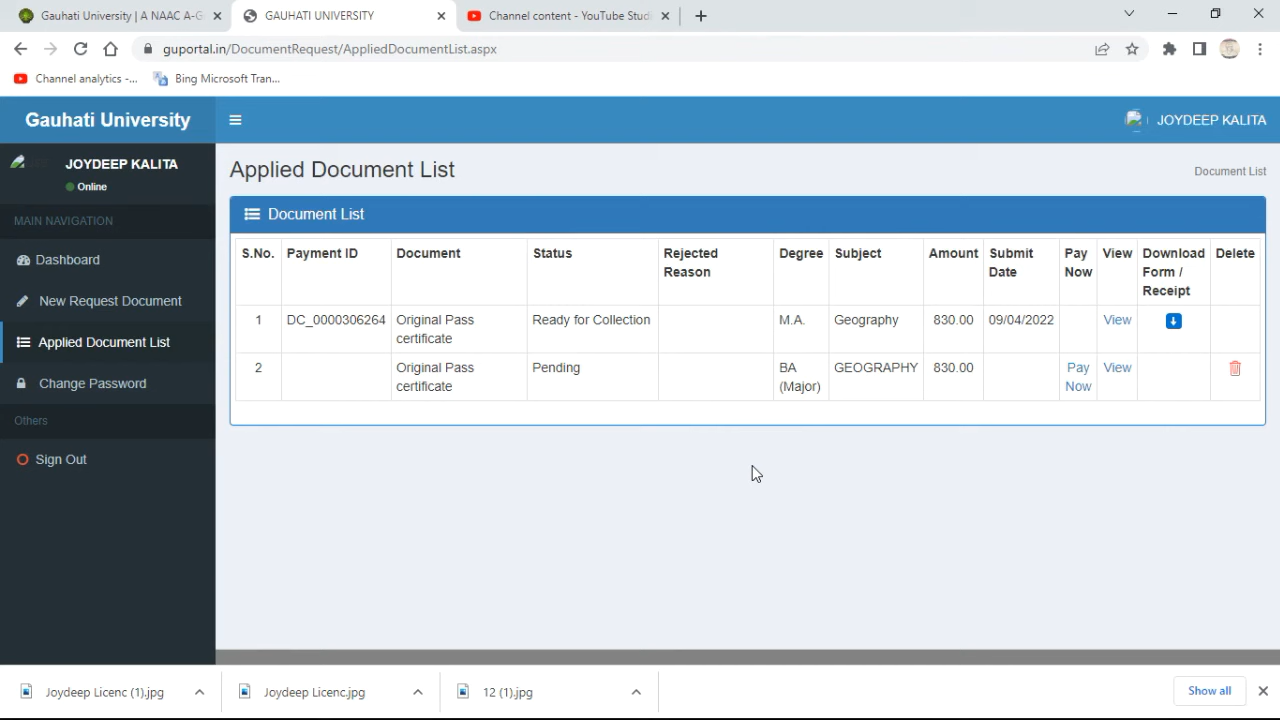 Gauhati University | A NAAC A-G
GAUHATI UNIVERSITY
Channel content - YouTube Studi
guportal.in/DocumentRequest/AppliedDocumentList.aspx
Channel analytics -...
Bing Microsoft Tran...
Gauhati University
JOYDEEP KALITA
JOYDEEP KALITA
Online
MAIN NAVIGATION
Dashboard
New Request Document
Applied Document List
Change Password
Others
Sign Out
Applied Document List
Document List
Document List
S.No. Payment ID Document Status Rejected Reason Degree Subject Amount Submit Date Pay Now View Download Form / Receipt Delete
1 DC_0000306264 Original Pass certificate Ready for Collection M.A. Geography 830.00 09/04/2022 View
2 Original Pass certificate Pending BA (Major) GEOGRAPHY 830.00 Pay Now View
Joydeep Licenc (1).jpg
Joydeep Licenc.jpg
12 (1).jpg
Show all